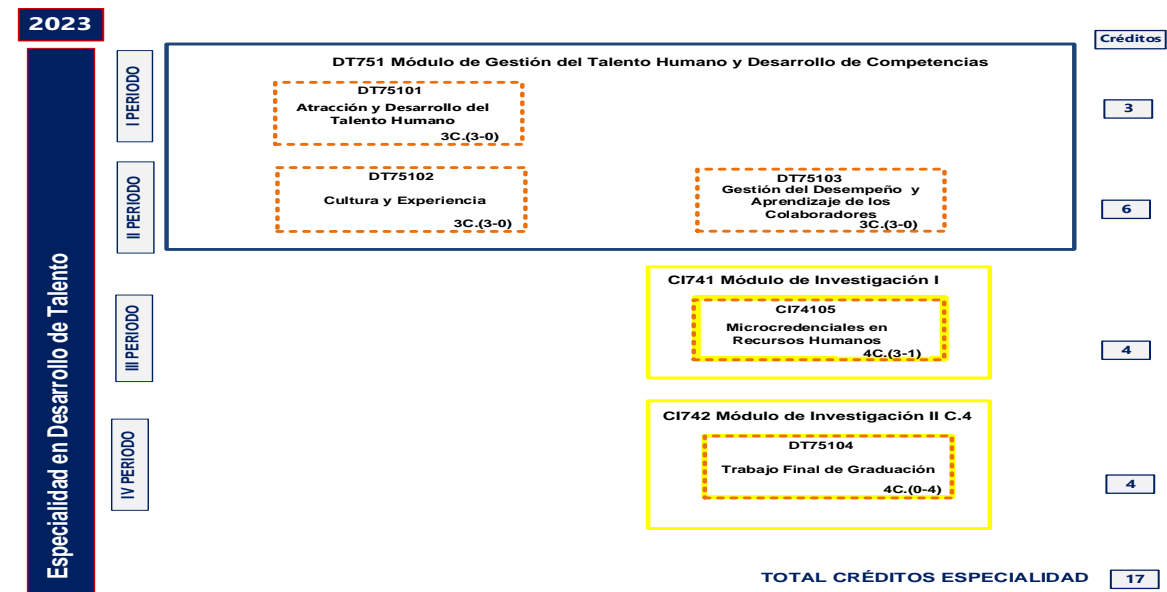 2023
Créditos
Especialidad en Desarrollo de Talento
I PERIODO
DT751 Módulo de Gestión del Talento Humano y Desarrollo de Competencias
DT75101
Atracción y Desarrollo del
Talento Humano
3C.(3-0)
3
II PERIODO
DT75102
Cultura y Experiencia
3C.(3-0)
DT75103
Gestión del Desempeño y
Aprendizaje de los
Colaboradores
3C.(3-0)
6
III PERIODO
CI741 Módulo de Investigación I
CI74105
Microcredenciales en
Recursos Humanos
4C.(3-1)
4
IV PERIODO
CI742 Módulo de Investigación II C.4
DT75104
Trabajo Final de Graduación
4C.(0-4)
4
TOTAL CRÉDITOS ESPECIALIDAD 17